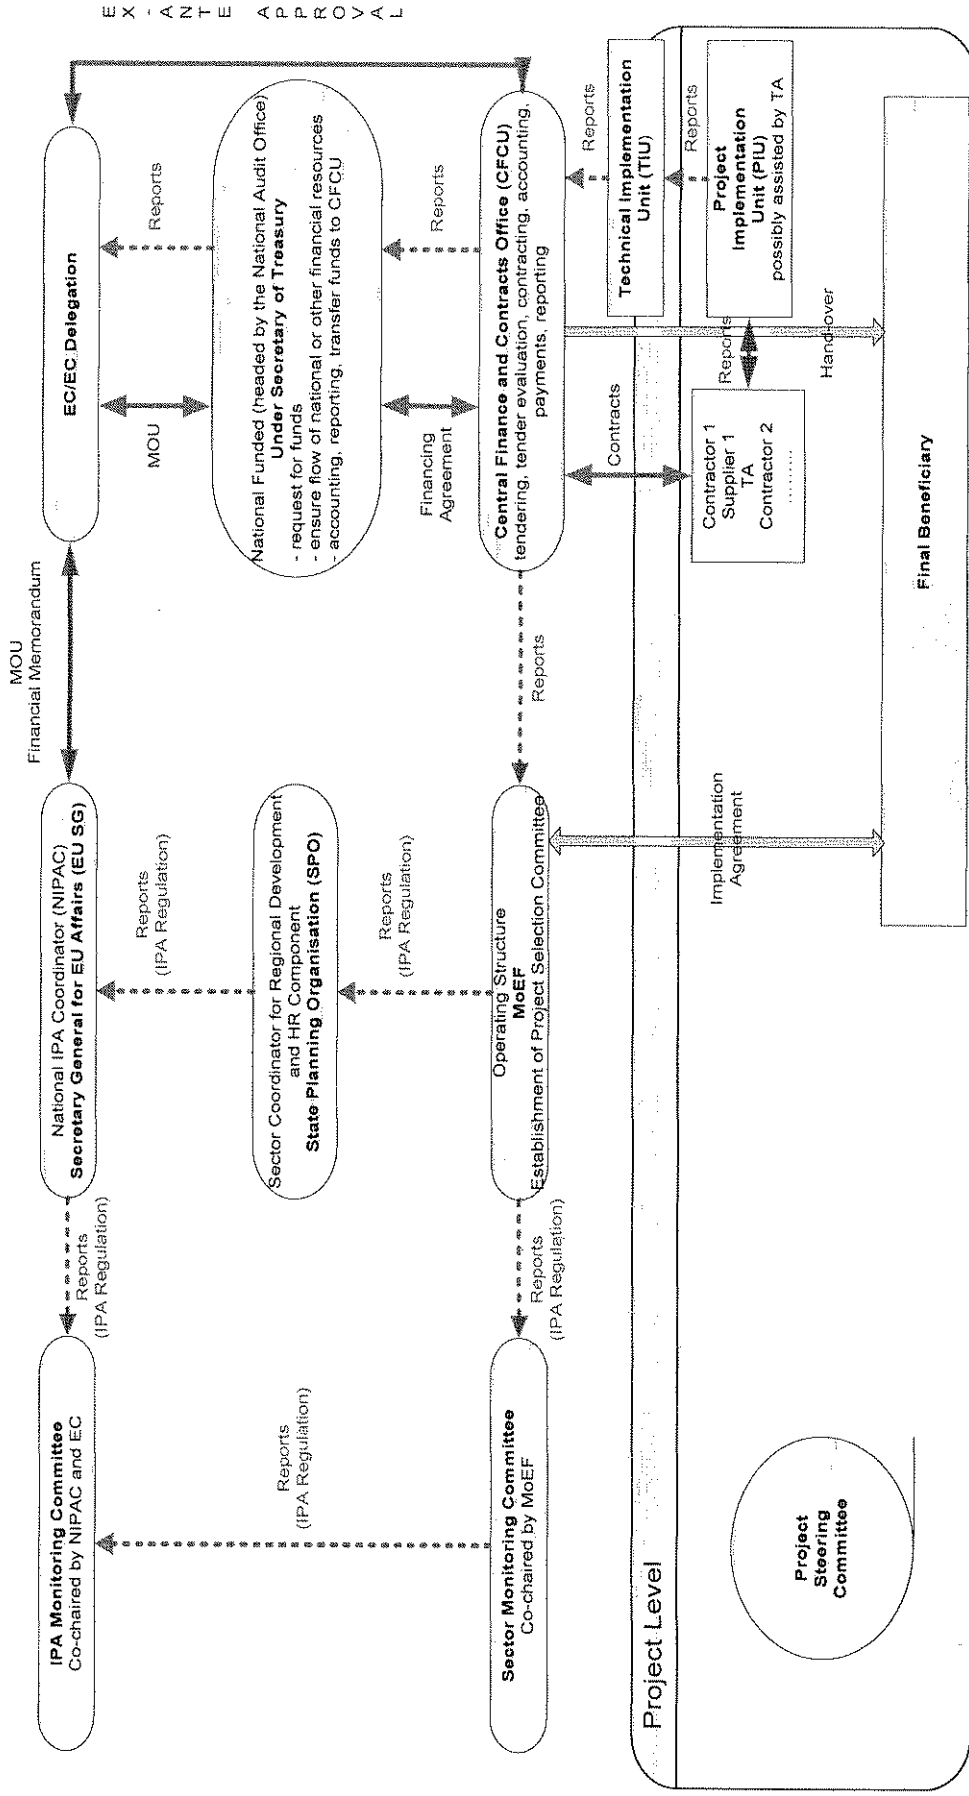 MOU
Financial Memorandum
IPA Monitoring Committee
Co-chaired by NIPAC and EC
Reports
(IPA Regulation)
National IPA Coordinator (NIPAC)
Secretary General for EU Affairs (EU SG)
EC/EC Delegation
EX-ANTE APPROVAL
Reports
(IPA Regulation)
MOU
Reports
Reports
(IPA Regulation)
Sector Coordinator for Regional Development
and HR Component
State Planning Organisation (SPO)
National Funded (headed by the National Audit Office)
Under Secretary of Treasury
- request for funds
- ensure flow of national or other financial resources
- accounting, reporting, transfer funds to CFCU
Reports
(IPA Regulation)
Financing
Agreement
Reports
Sector Monitoring Committee
Co-chaired by MoEF
Reports
(IPA Regulation)
Operating Structure
MoEF
Establishment of Project Selection Committee
Reports
Central Finance and Contracts Office (CFCU)
tendering, tender evaluation, contracting, accounting,
payments, reporting
Contracts
Reports
Project Level
Technical Implementation
Unit (TIU)
Reports
Contractor 1
Supplier 1
TA
Contractor 2
.........
Reports
Project
Implementation
Unit (PIU)
possibly assisted by TA
Project
Steering
Committee
Implementation
Agreement
Hand-over
Final Beneficiary